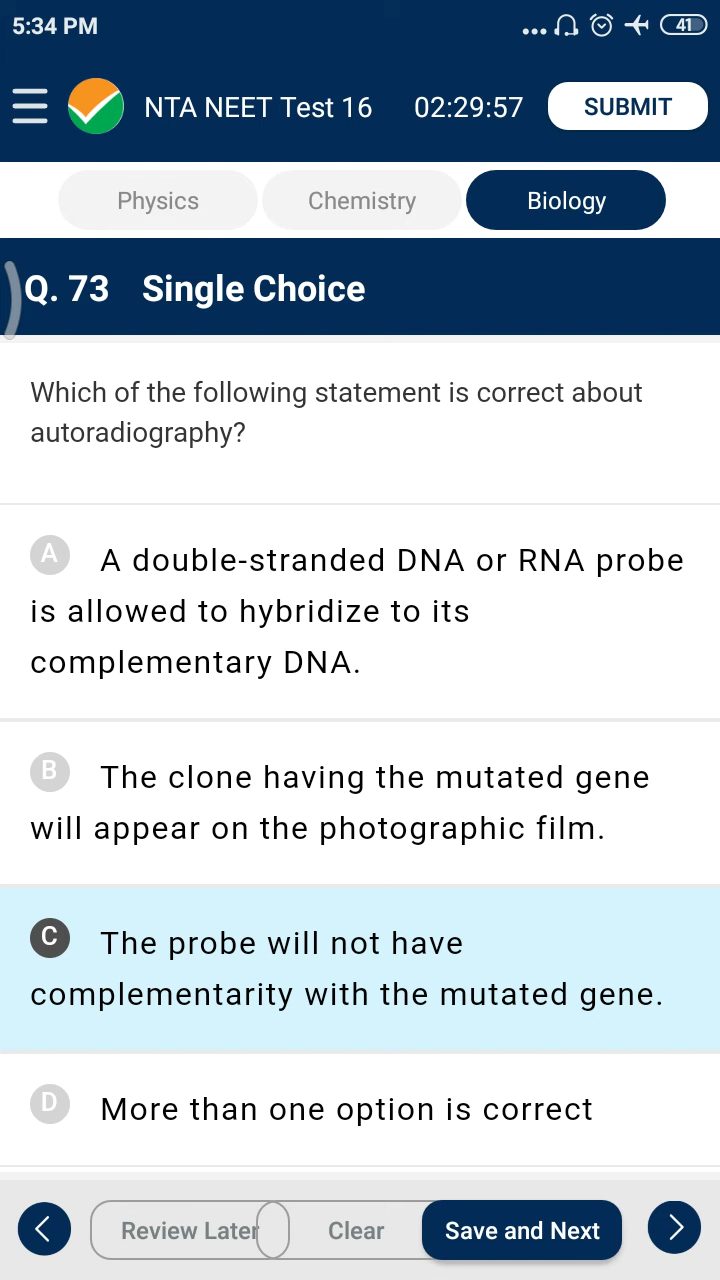 5:34 PM
41
NTA NEET Test 16 02:29:57 SUBMIT
Physics Chemistry Biology
Q. 73 Single Choice
Which of the following statement is correct about
autoradiography?
A A double-stranded DNA or RNA probe
is allowed to hybridize to its
complementary DNA.
B The clone having the mutated gene
will appear on the photographic film.
C The probe will not have
complementarity with the mutated gene.
D More than one option is correct
Review Later Clear Save and Next